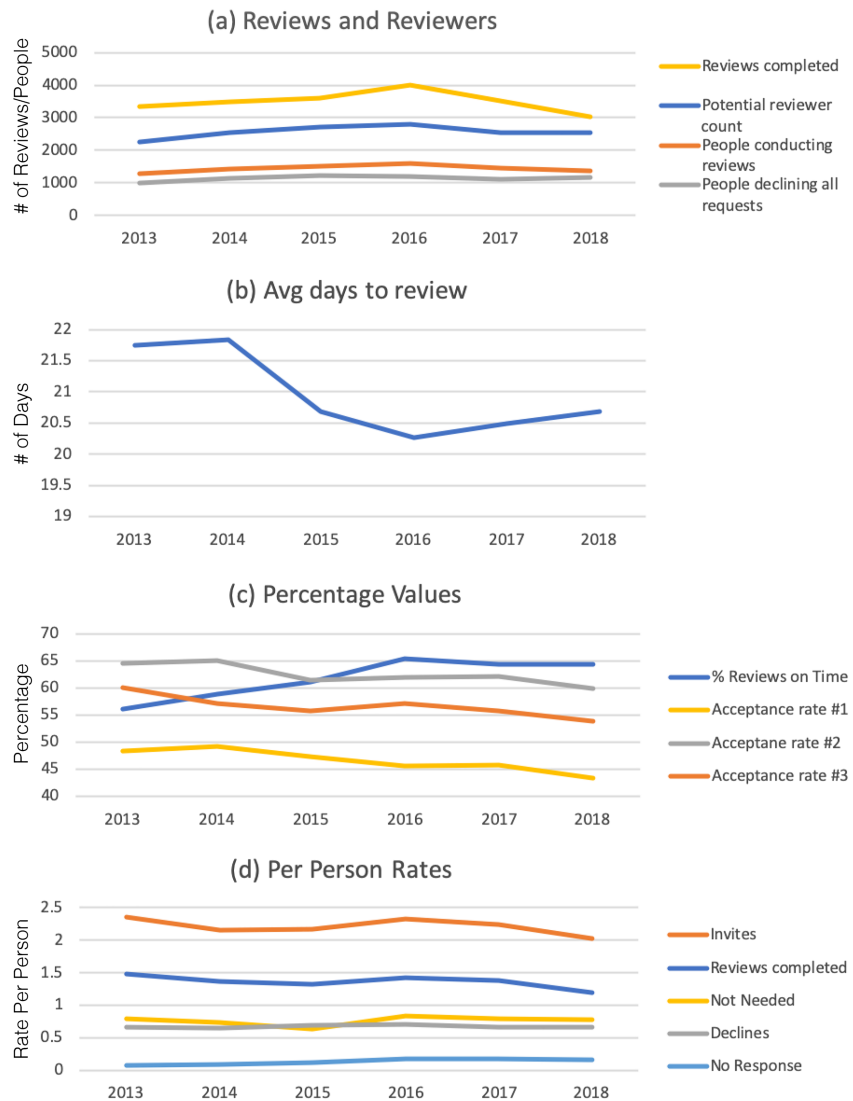 (a) Reviews and Reviewers
# of Reviews/People
5000
4000
3000
2000
1000
0
2013 2014 2015 2016 2017 2018
Reviews completed
Potential reviewer
count
People conducting
reviews
People declining all
requests
(b) Avg days to review
# of Days
22
21.5
21
20.5
20
19.5
19
2013 2014 2015 2016 2017 2018
(c) Percentage Values
Percentage
70
65
60
55
50
45
40
2013 2014 2015 2016 2017 2018
% Reviews on Time
Acceptance rate #1
Acceptane rate #2
Acceptance rate #3
(d) Per Person Rates
Rate Per Person
2.5
2
1.5
1
0.5
0
2013 2014 2015 2016 2017 2018
Invites
Reviews completed
Not Needed
Declines
No Response